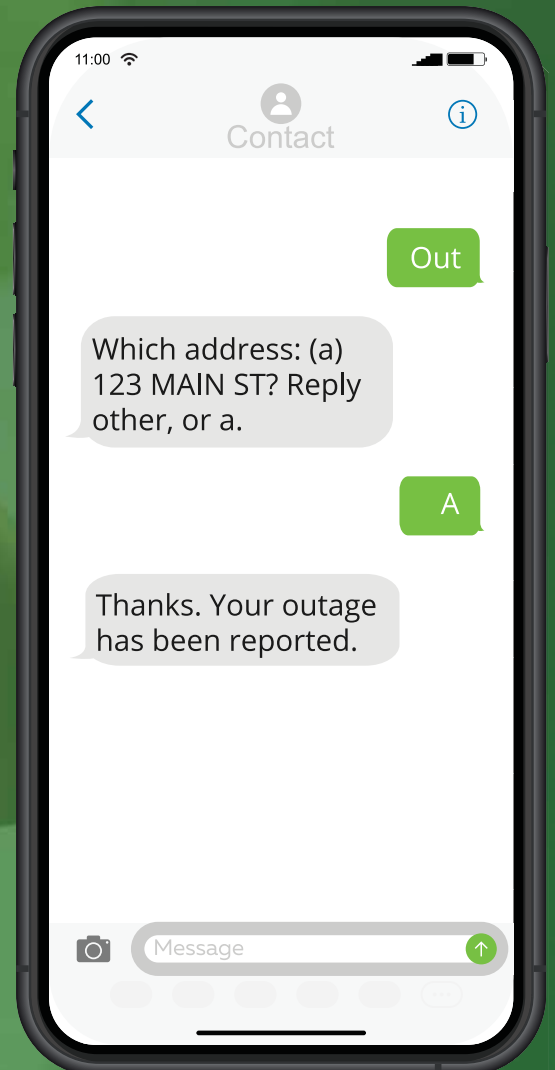 11:00
Contact
Out
Which address: (a)
123 MAIN ST? Reply
other, or a.
A
Thanks. Your outage
has been reported.
Message